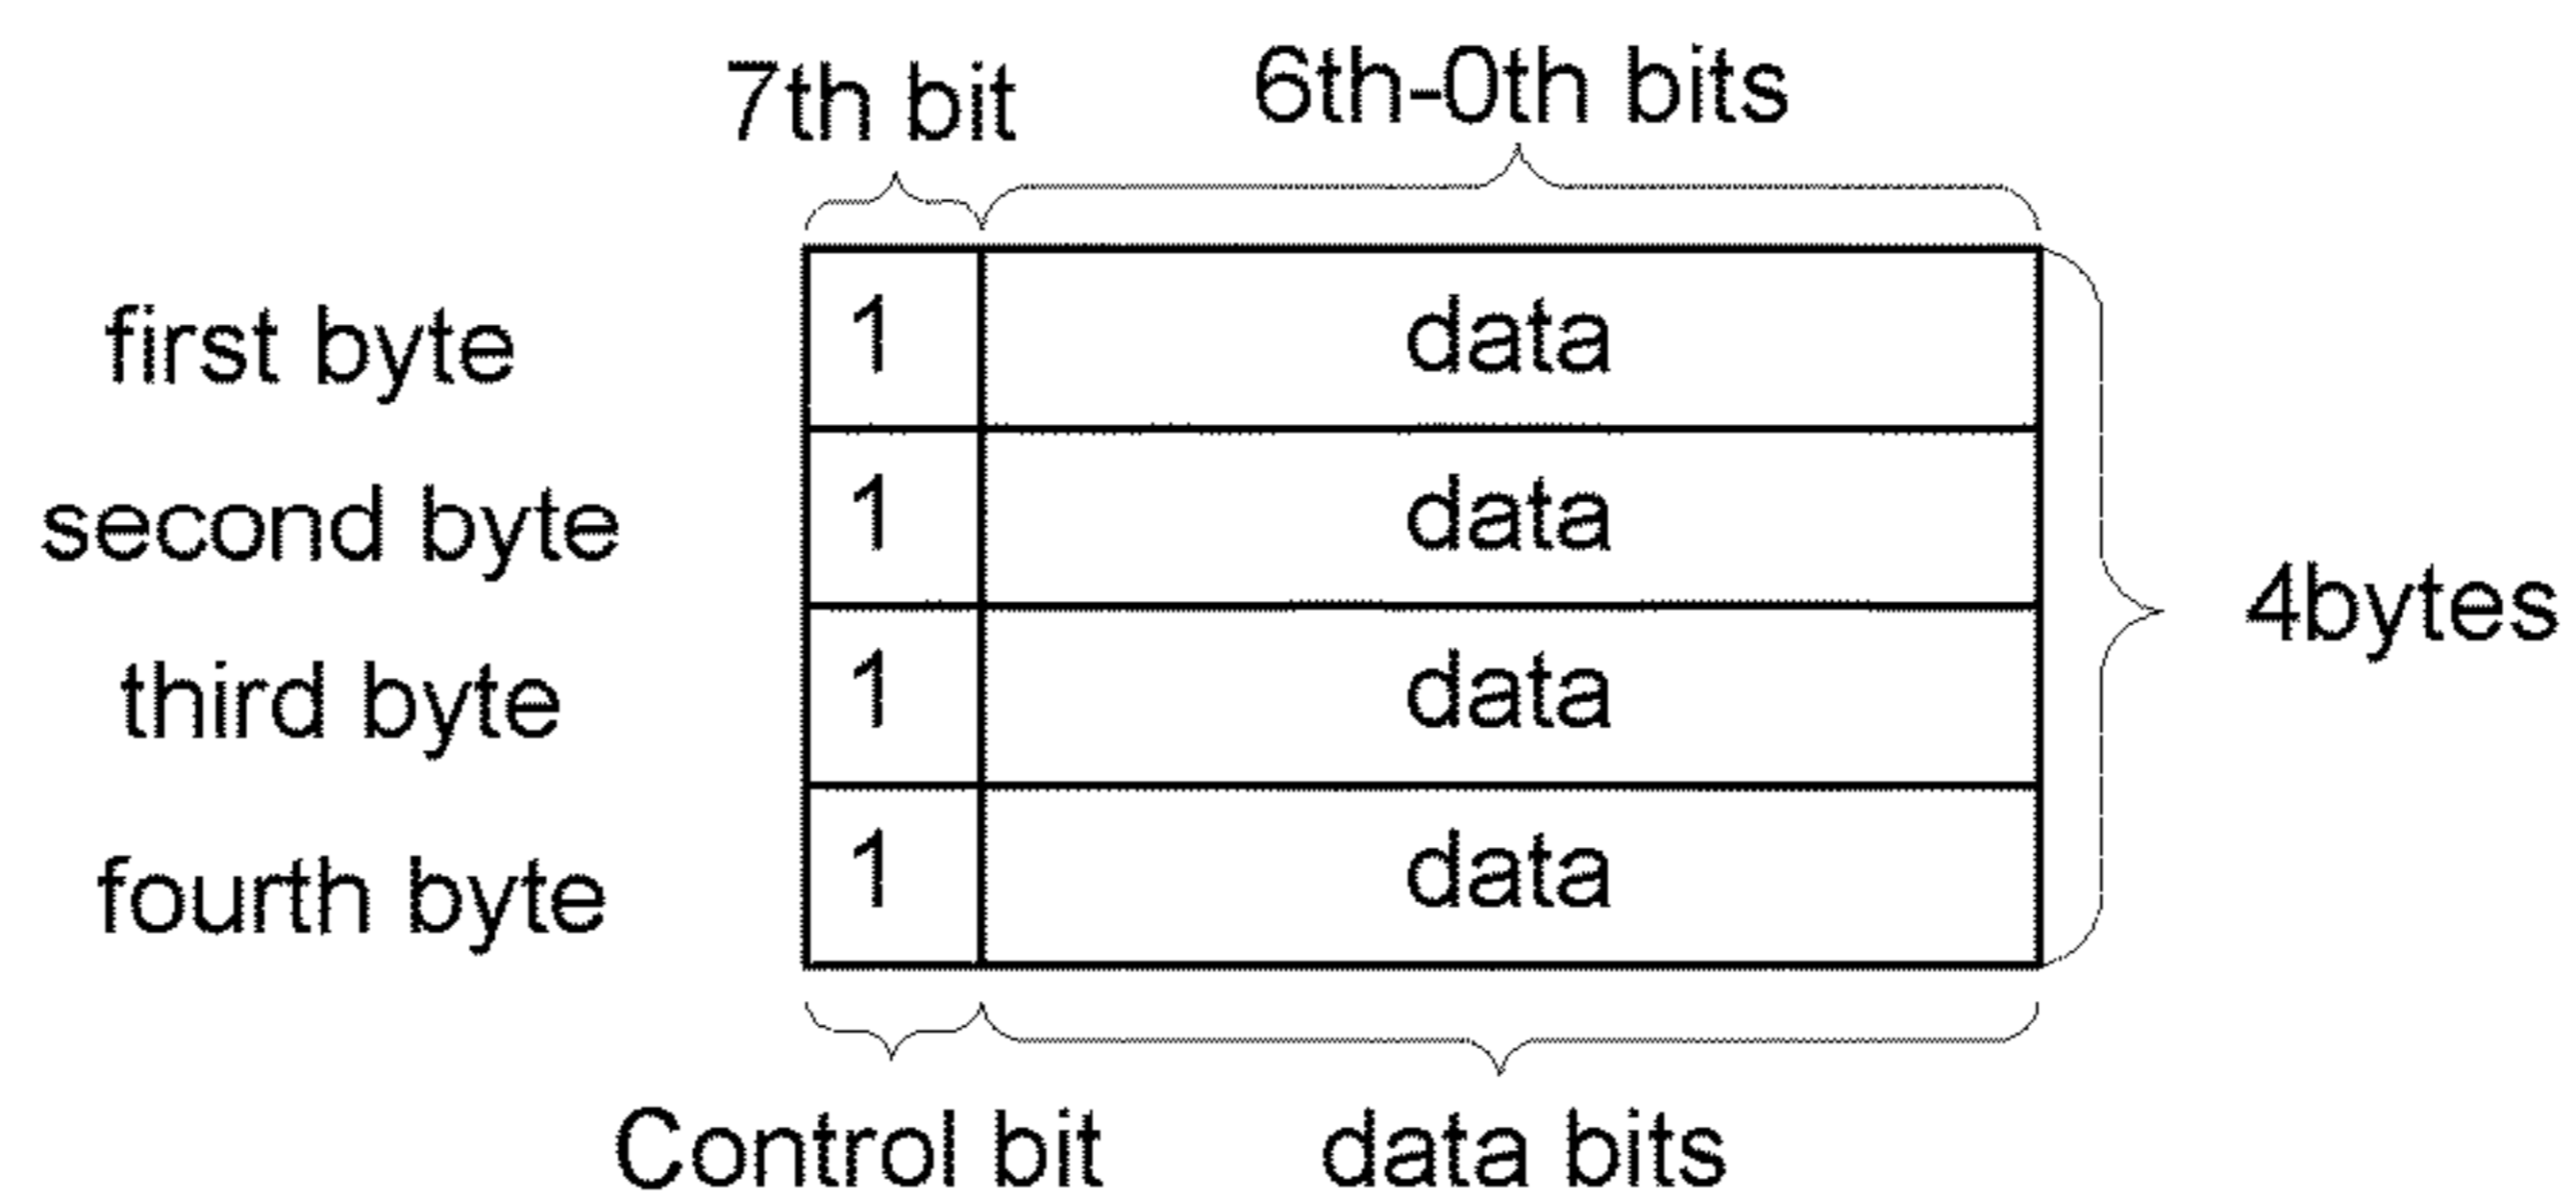 7th bit 6th-0th bits
first byte 1 data
second byte 1 data
4bytes
third byte 1 data
fourth byte 1 data
Control bit data bits